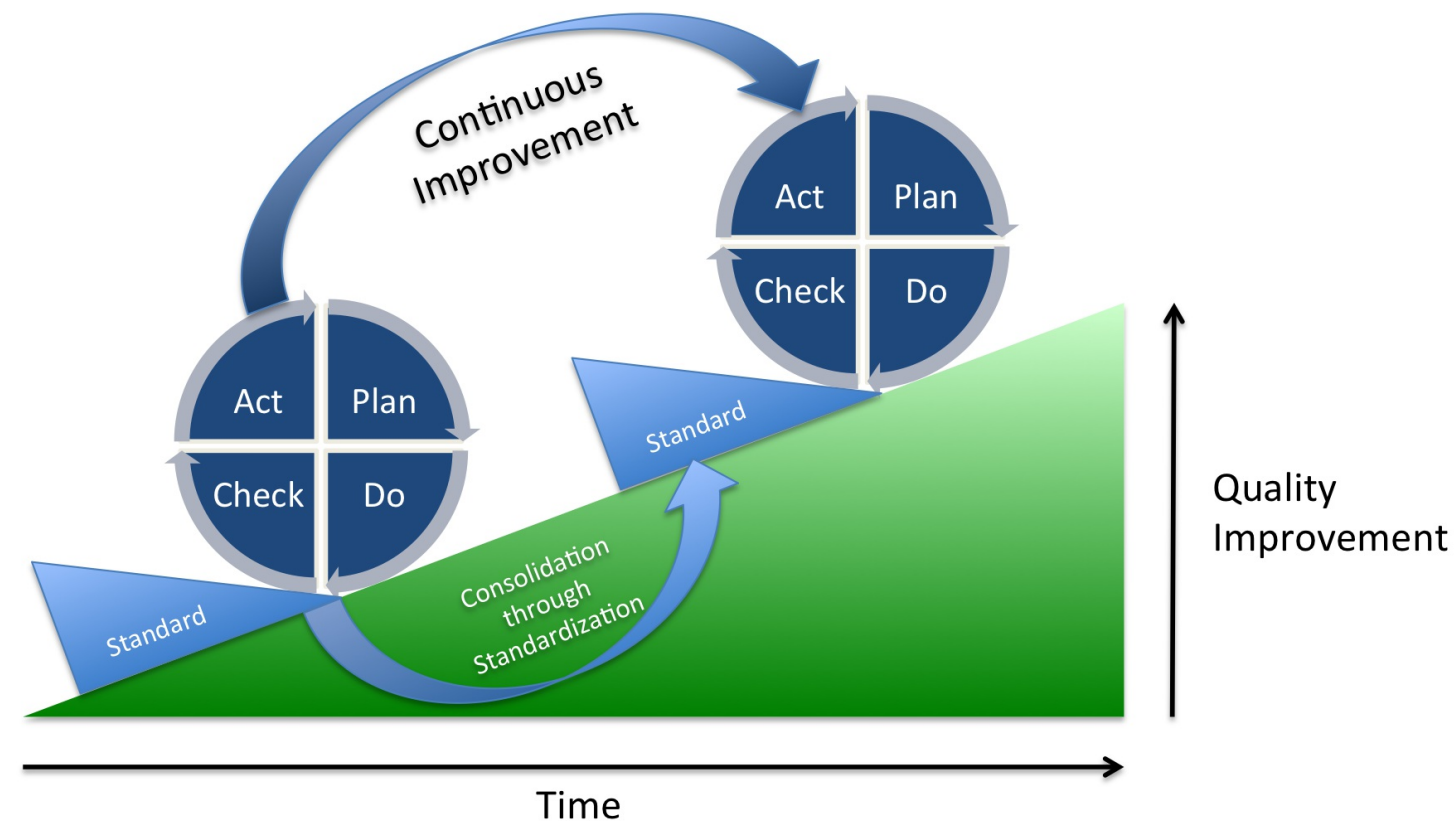 Continuous
Improvement
Act
Plan
Check
Do
Act
Plan
Check
Do
Standard
Standard
Consolidation
through
Standardization
Quality
Improvement
Time